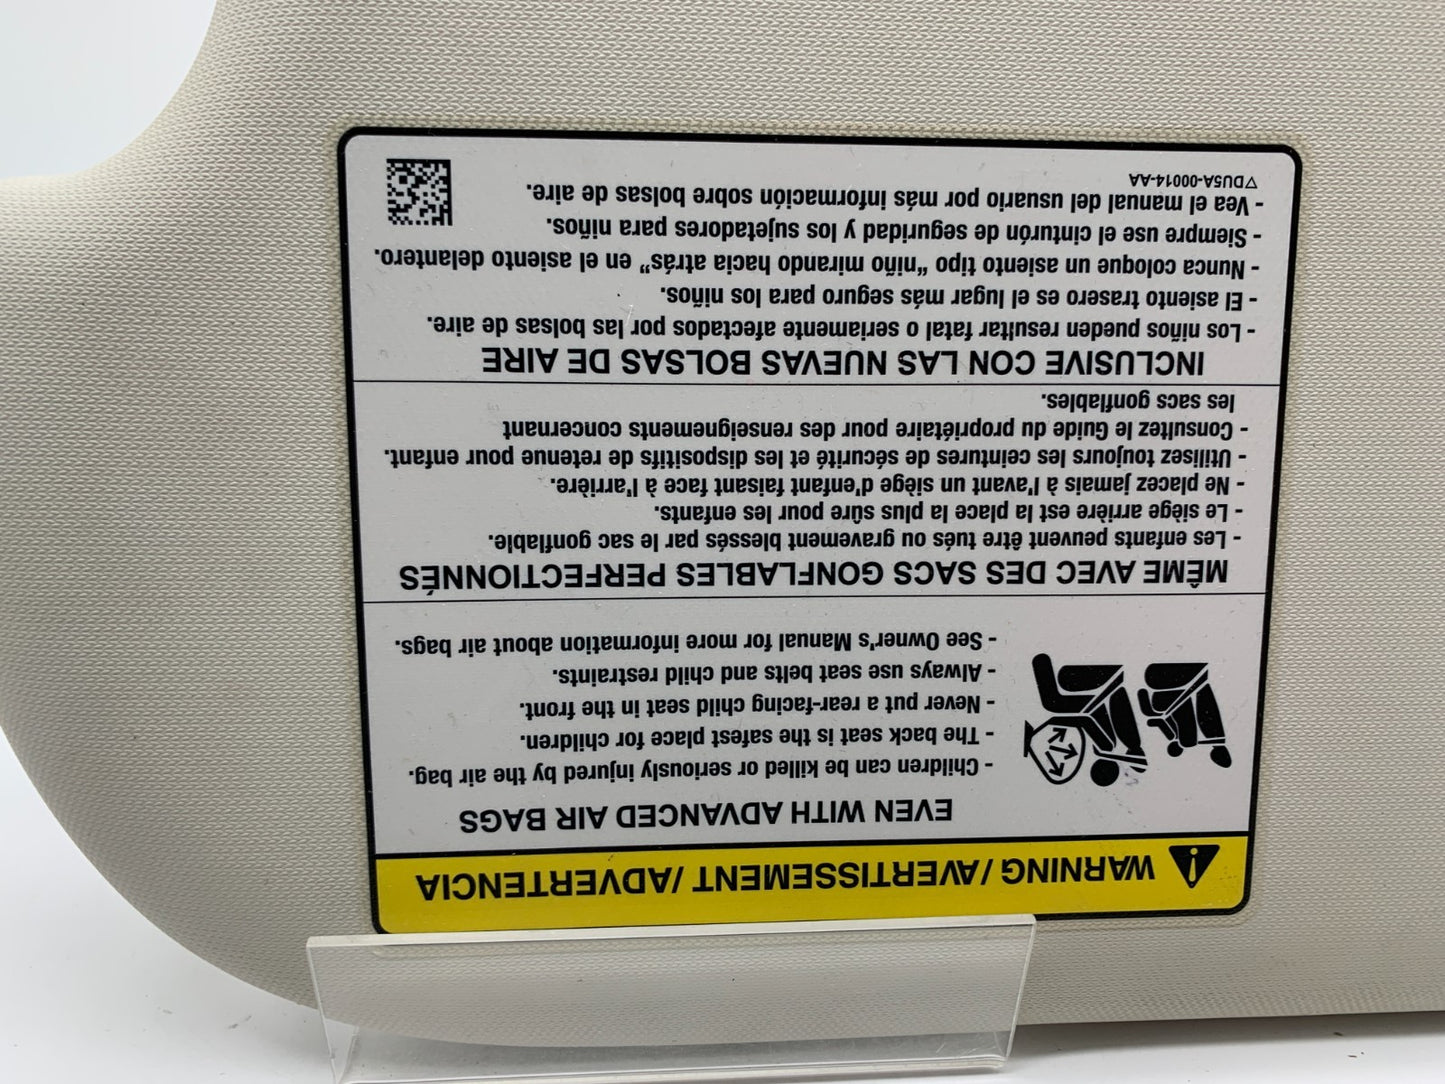 WARNING / AVERTISSEMENT / ADVERTENCIA
EVEN WITH ADVANCED AIR BAGS
- Children can be killed or seriously injured by the air bag.
- The back seat is the safest place for children.
- Never put a rear-facing child seat in the front.
- Always use seat belts and child restraints.
- See Owner's Manual for more information about air bags.
MÊME AVEC DES SACS GONFLABLES PERFECTIONNÉS
- Les enfants peuvent être tués ou gravement blessés par le sac gonflable.
- Le siège arrière est la place la plus sûre pour les enfants.
- Ne placez jamais à l'avant un siège d'enfant faisant face à l'arrière.
- Utilisez toujours les ceintures de sécurité et les dispositifs de retenue pour enfant.
- Consultez le Guide du propriétaire pour des renseignements concernant
les sacs gonflables.
INCLUSIVE CON LAS NUEVAS BOLSAS DE AIRE
- Los niños pueden resultar fatal o seriamente afectados por las bolsas de aire.
- El asiento trasero es el lugar más seguro para los niños.
- Nunca coloque un asiento tipo "niño mirando hacia atrás" en el asiento delantero.
- Siempre use el cinturón de seguridad y los sujetadores para niños.
- Vea el manual del usuario por más información sobre bolsas de aire.
▽DU5A-00014-AA